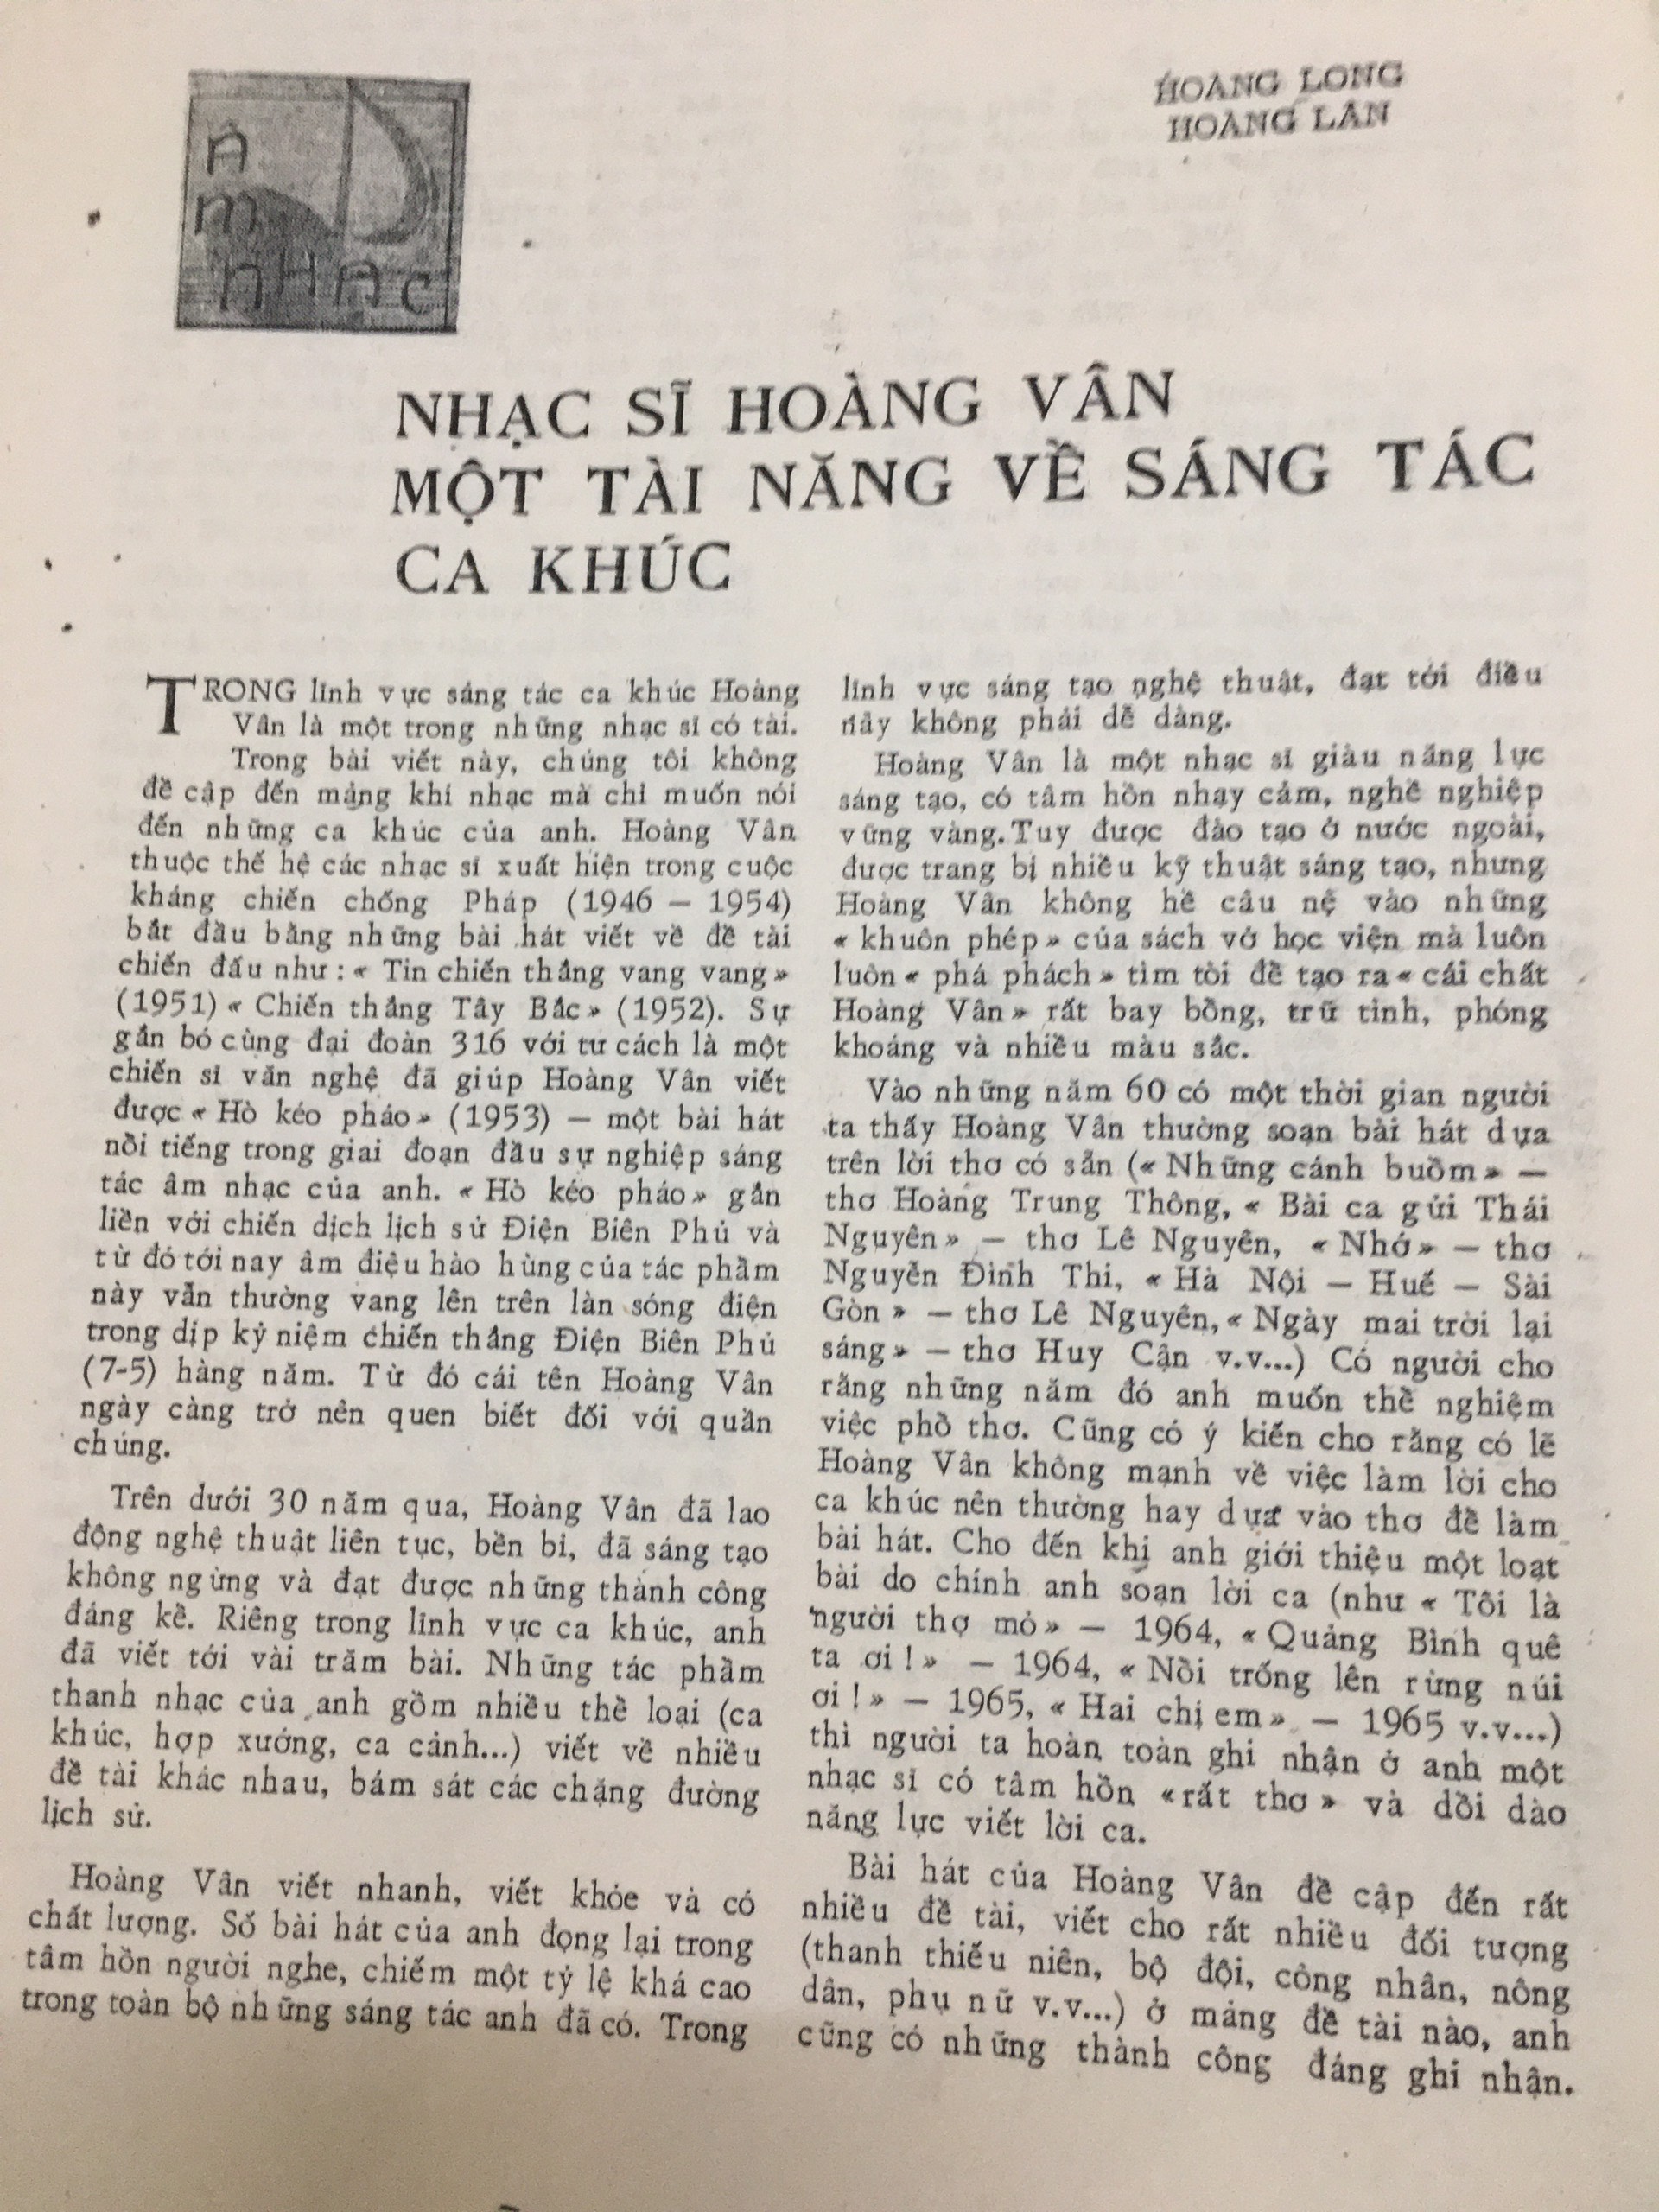 HOÀNG LONG
HOÀNG LÂN
Â
m
nHẠC
NHẠC SĨ HOÀNG VÂN
MỘT TÀI NĂNG VỀ SÁNG TÁC
CA KHÚC
TRONG lĩnh vực sáng tác ca khúc Hoàng
Vân là một trong những nhạc sĩ có tài.
Trong bài viết này, chúng tôi không
đề cập đến mảng khí nhạc mà chỉ muốn nói
đến những ca khúc của anh. Hoàng Vân
thuộc thế hệ các nhạc sĩ xuất hiện trong cuộc
kháng chiến chống Pháp (1946 — 1954)
bắt đầu bằng những bài hát viết về đề tài
chiến đấu như : « Tin chiến thắng vang vang »
(1951) « Chiến thắng Tây Bắc » (1952). Sự
gắn bó cùng đại đoàn 316 với tư cách là một
chiến sĩ văn nghệ đã giúp Hoàng Vân viết
được « Hò kéo pháo » (1953) — một bài hát
nổi tiếng trong giai đoạn đầu sự nghiệp sáng
tác âm nhạc của anh. « Hò kéo pháo » gắn
liền với chiến dịch lịch sử Điện Biên Phủ và
từ đó tới nay âm điệu hào hùng của tác phẩm
này vẫn thường vang lên trên làn sóng điện
trong dịp kỷ niệm chiến thắng Điện Biên Phủ
(7-5) hàng năm. Từ đó cái tên Hoàng Vân
ngày càng trở nên quen biết đối với quần
chúng.
Trên dưới 30 năm qua, Hoàng Vân đã lao
động nghệ thuật liên tục, bền bỉ, đã sáng tạo
không ngừng và đạt được những thành công
đáng kể. Riêng trong lĩnh vực ca khúc, anh
đã viết tới vài trăm bài. Những tác phẩm
thanh nhạc của anh gồm nhiều thể loại (ca
khúc, hợp xướng, ca cảnh...) viết về nhiều
đề tài khác nhau, bám sát các chặng đường
lịch sử.
Hoàng Vân viết nhanh, viết khỏe và có
chất lượng. Số bài hát của anh đọng lại trong
tâm hồn người nghe, chiếm một tỷ lệ khá cao
trong toàn bộ những sáng tác anh đã có. Trong
lĩnh vực sáng tạo nghệ thuật, đạt tới điều
nầy không phải dễ dàng.
Hoàng Vân là một nhạc sĩ giàu năng lực
sáng tạo, có tâm hồn nhạy cảm, nghề nghiệp
vững vàng. Tuy được đào tạo ở nước ngoài,
được trang bị nhiều kỹ thuật sáng tạo, nhưng
Hoàng Vân không hề câu nệ vào những
« khuôn phép » của sách vở học viện mà luôn
luôn « phá phách » tìm tòi để tạo ra « cái chất
Hoàng Vân » rất bay bổng, trữ tình, phóng
khoáng và nhiều màu sắc.
Vào những năm 60 có một thời gian người
ta thấy Hoàng Vân thường soạn bài hát dựa
trên lời thơ có sẵn (« Những cánh buồm » —
thơ Hoàng Trung Thông, « Bài ca gửi Thái
Nguyên » — thơ Lê Nguyên, « Nhớ » — thơ
Nguyễn Đình Thi, « Hà Nội — Huế — Sài
Gòn » — thơ Lê Nguyên, « Ngày mai trời lại
sáng » — thơ Huy Cận v.v...) Có người cho
rằng những năm đó anh muốn thể nghiệm
việc phổ thơ. Cũng có ý kiến cho rằng có lẽ
Hoàng Vân không mạnh về việc làm lời cho
ca khúc nên thường hay dựa vào thơ để làm
bài hát. Cho đến khị anh giới thiệu một loạt
bài do chính anh soạn lời ca (như « Tôi là
người thợ mỏ » — 1964, « Quảng Bình quê
ta ơi ! » — 1964, « Nổi trống lên rừng núi
ơi ! » — 1965, « Hai chị em » — 1965 v.v...)
thì người ta hoàn toàn ghi nhận ở anh một
nhạc sĩ có tâm hồn « rất thơ » và dồi dào
năng lực viết lời ca.
Bài hát của Hoàng Vân đề cập đến rất
nhiều đề tài, viết cho rất nhiều đối tượng
(thanh thiếu niên, bộ đội, công nhân, nông
dân, phụ nữ v.v...) ở mảng đề tài nào, anh
cũng có những thành công đáng ghi nhận.